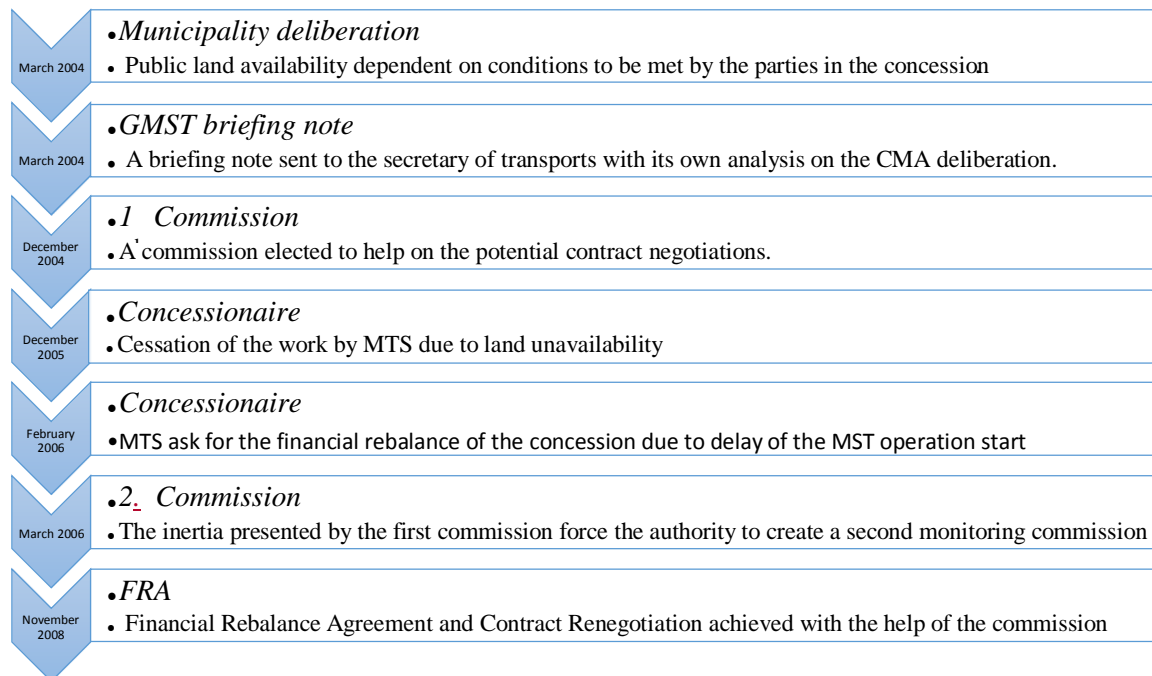 March 2004
•Municipality deliberation
• Public land availability dependent on conditions to be met by the parties in the concession.
March 2004
•GMST briefing note
• A briefing note sent to the secretary of transports with its own analysis on the CMA deliberation.
December
2004
•1 Commission
•A commission elected to help on the potential contract negotiations.
December
2005
•Concessionaire
•Cessation of the work by MTS due to land unavailability
February
2006
•Concessionaire
•MTS ask for the financial rebalance of the concession due to delay of the MST operation start
March 2006
•2. Commission
•The inertia presented by the first commission force the authority to create a second monitoring commission
November
2008
•FRA
• Financial Rebalance Agreement and Contract Renegotiation achieved with the help of the commission